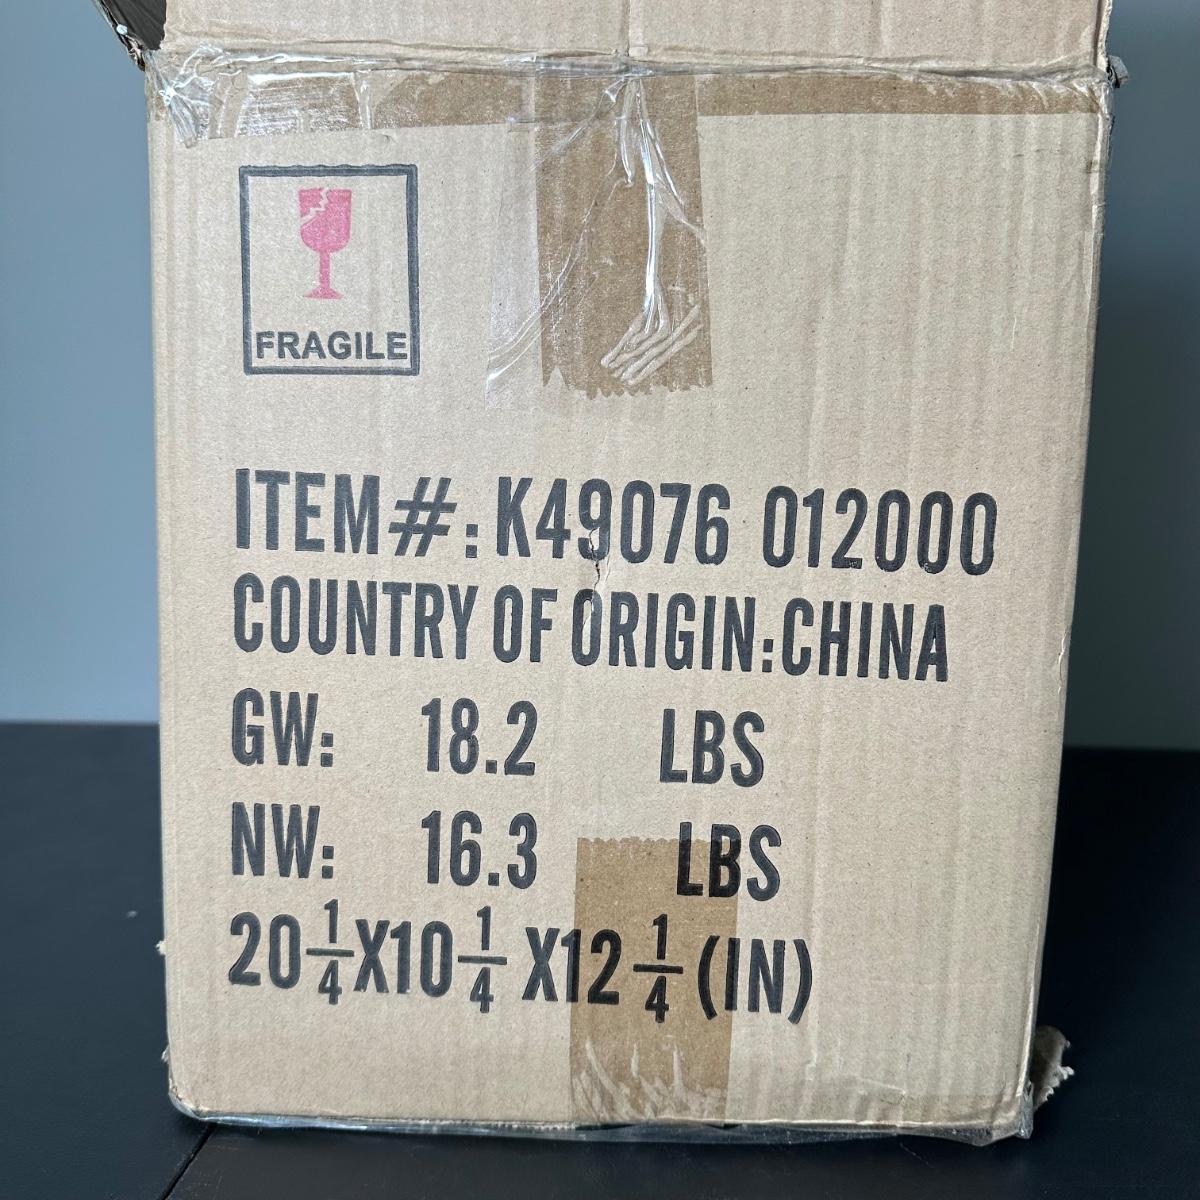 FRAGILE
ITEM#: K49076 012000
COUNTRY OF ORIGIN:CHINA
GW: 18.2 LBS
NW: 16.3 LBS
20 1/4 X10 1/4 X12 1/4 (IN)